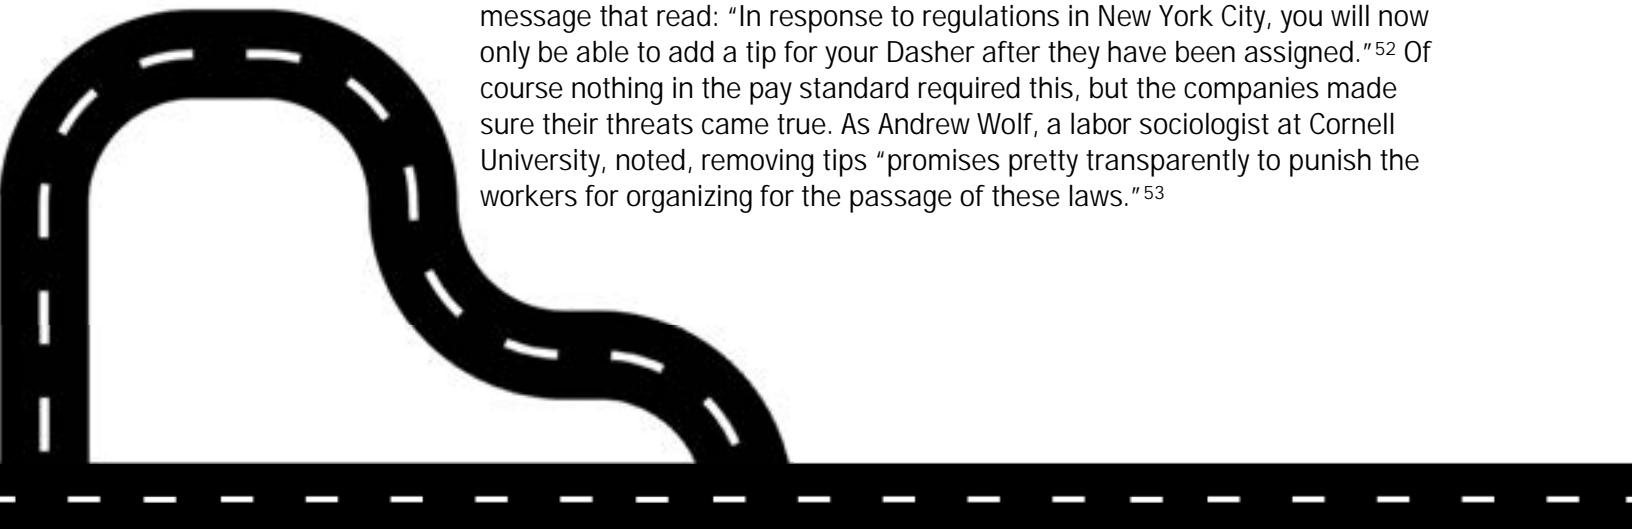 message that read: “In response to regulations in New York City, you will now
only be able to add a tip for your Dasher after they have been assigned.”52 Of
course nothing in the pay standard required this, but the companies made
sure their threats came true. As Andrew Wolf, a labor sociologist at Cornell
University, noted, removing tips “promises pretty transparently to punish the
workers for organizing for the passage of these laws.”53